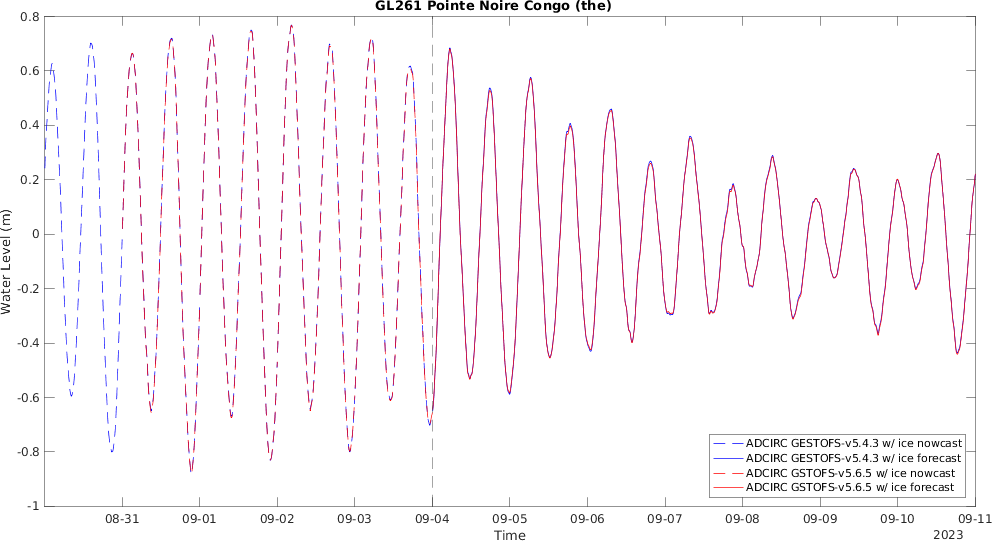 GL261 Pointe Noire Congo (the)
0.8
0.6
0.4
0.2
0
-0.2
-0.4
-0.6
-0.8
-1
Water Level (m)
08-31 09-01 09-02 09-03 09-04 09-05 09-06 09-07 09-08 09-09 09-10 09-11
Time
2023
ADCIRC GESTOFS-v5.4.3 w/ ice nowcast
ADCIRC GESTOFS-v5.4.3 w/ ice forecast
ADCIRC GSTOFS-v5.6.5 w/ ice nowcast
ADCIRC GSTOFS-v5.6.5 w/ ice forecast